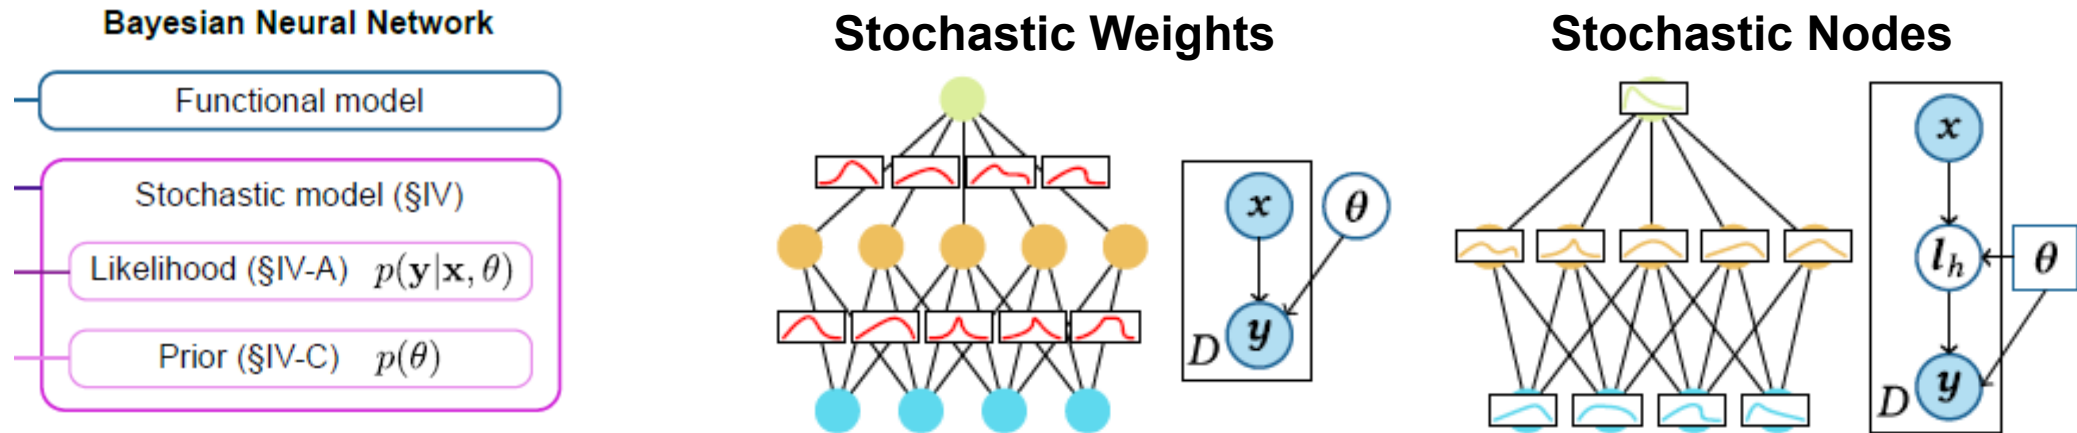 Bayesian Neural Network
Functional model
Stochastic model (§IV)
Likelihood (§IV-A) p(y|x, θ)
Prior (§IV-C) p(θ)
Stochastic Weights
x
θ
y
D
Stochastic Nodes
x
l_h
θ
y
D